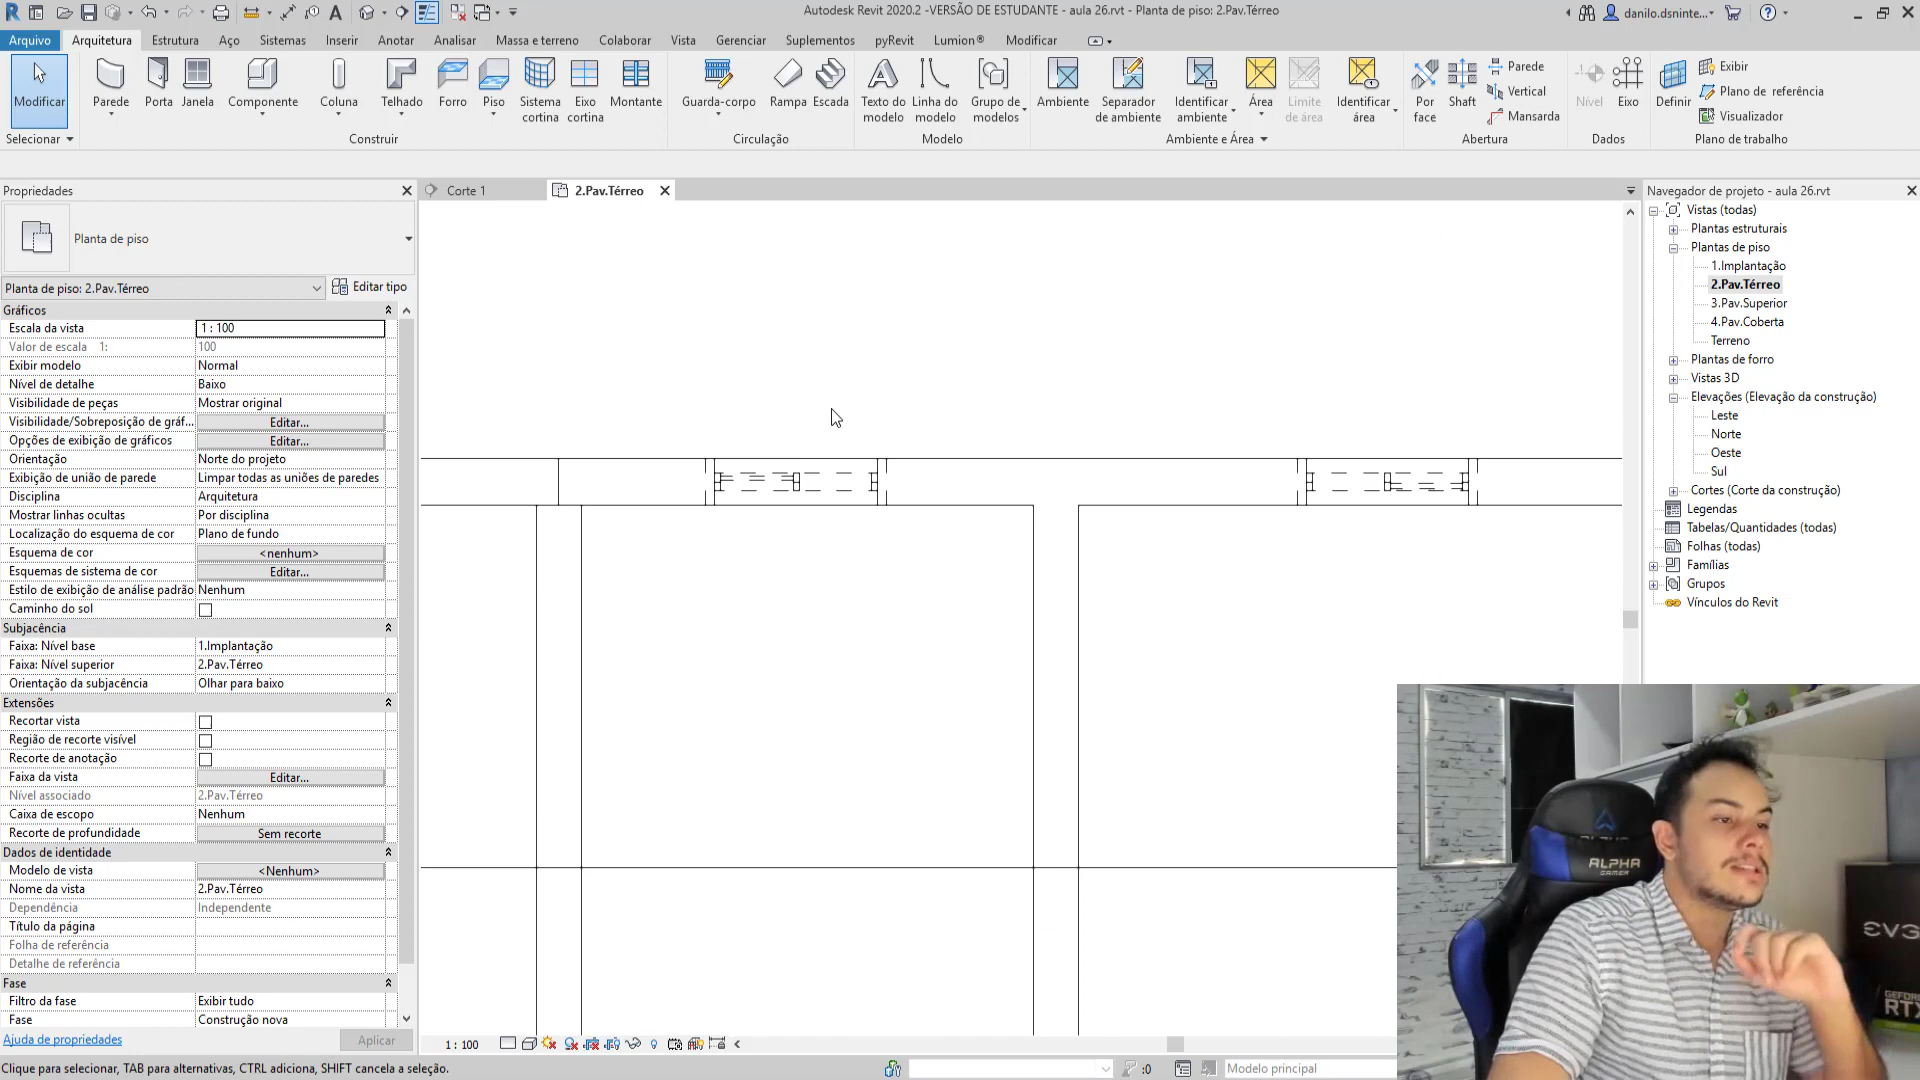 Autodesk Revit 2020.2 -VERSÃO DE ESTUDANTE - aula 26.rvt - Planta de piso: 2.Pav.Térreo
danilo.dsninte...
Arquivo Arquitetura Estrutura Aço Sistemas Inserir Anotar Analisar Massa e terreno Colaborar Vista Gerenciar Suplementos pyRevit Lumion® Modificar
Modificar Parede Porta Janela Componente Coluna Telhado Forro Piso Sistema cortina Eixo cortina Montante
Guarda-corpo Rampa Escada Texto do modelo Linha do modelo Grupo de modelos
Ambiente Separador de ambiente Identificar ambiente Área Limite de área Identificar área
Por face Shaft Parede Vertical Mansarda Nível Eixo Definir Exibir Plano de referência Visualizador
Selecionar Construir Circulação Modelo Ambiente e Área Abertura Dados Plano de trabalho
Propriedades
Planta de piso
Planta de piso: 2.Pav.Térreo Editar tipo
Gráficos
Escala da vista 1 : 100
Valor de escala 1: 100
Exibir modelo Normal
Nível de detalhe Baixo
Visibilidade de peças Mostrar original
Visibilidade/Sobreposição de gráf... Editar...
Opções de exibição de gráficos Editar...
Orientação Norte do projeto
Exibição de união de parede Limpar todas as uniões de paredes
Disciplina Arquitetura
Mostrar linhas ocultas Por disciplina
Localização do esquema de cor Plano de fundo
Esquema de cor <nenhum>
Esquemas de sistema de cor Editar...
Estilo de exibição de análise padrão Nenhum
Caminho do sol
Subjacência
Faixa: Nível base 1.Implantação
Faixa: Nível superior 2.Pav.Térreo
Orientação da subjacência Olhar para baixo
Extensões
Recortar vista
Região de recorte visível
Recorte de anotação
Faixa da vista Editar...
Nível associado 2.Pav.Térreo
Caixa de escopo Nenhum
Recorte de profundidade Sem recorte
Dados de identidade
Modelo de vista <Nenhum>
Nome da vista 2.Pav.Térreo
Dependência Independente
Título da página
Folha de referência
Detalhe de referência
Fase
Filtro da fase Exibir tudo
Fase Construção nova
Ajuda de propriedades Aplicar
Corte 1 2.Pav.Térreo
1 : 100
Navegador de projeto - aula 26.rvt
Vistas (todas)
Plantas estruturais
Plantas de piso
1.Implantação
2.Pav.Térreo
3.Pav.Superior
4.Pav.Coberta
Terreno
Plantas de forro
Vistas 3D
Elevações (Elevação da construção)
Leste
Norte
Oeste
Sul
Cortes (Corte da construção)
Legendas
Tabelas/Quantidades (todas)
Folhas (todas)
Famílias
Grupos
Vínculos do Revit
ALPHA
GAMER
GEFORCE
RTX
Clique para selecionar, TAB para alternativas, CTRL adiciona, SHIFT cancela a seleção. :0 Modelo principal